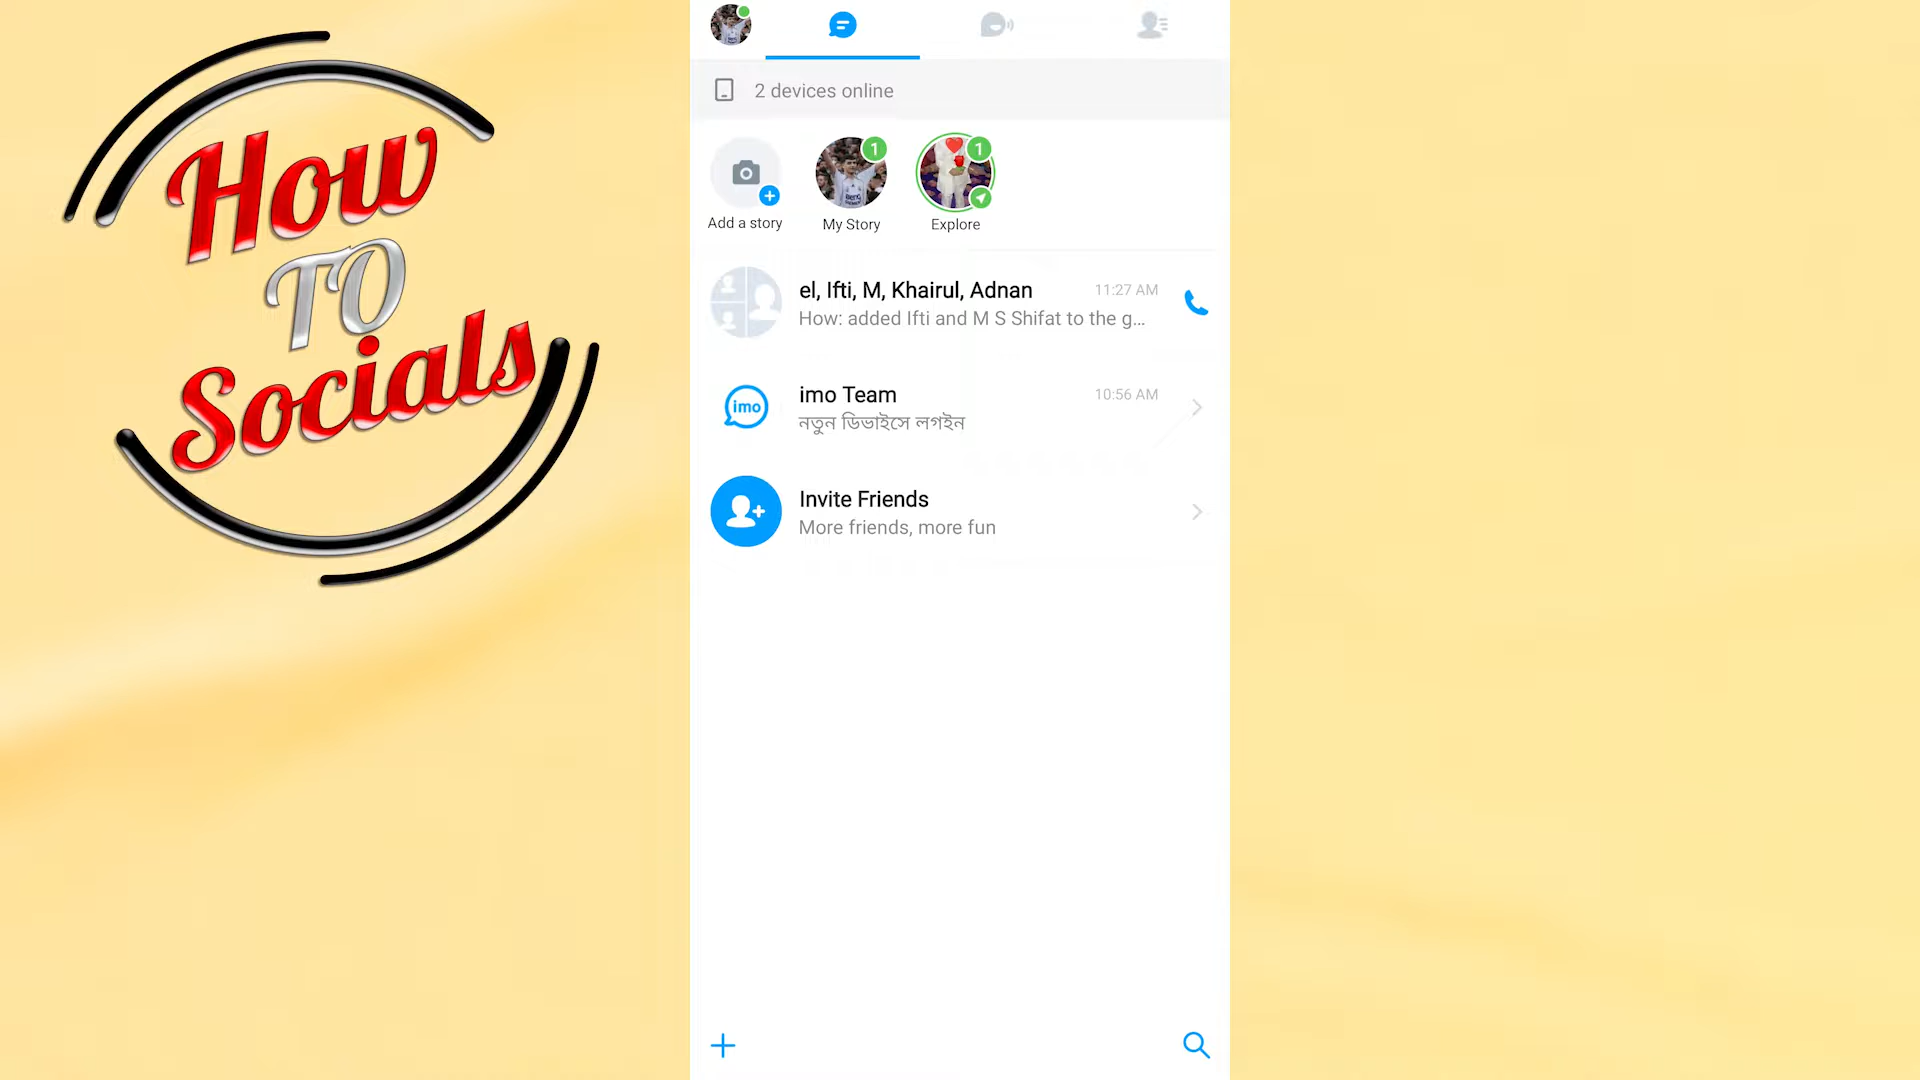 How
TO
Socials
2 devices online
1
1
Add a story
My Story
Explore
el, Ifti, M, Khairul, Adnan
11:27 AM
How: added Ifti and M S Shifat to the g...
imo
imo Team
10:56 AM
নতুন ডিভাইসে লগইন
Invite Friends
More friends, more fun